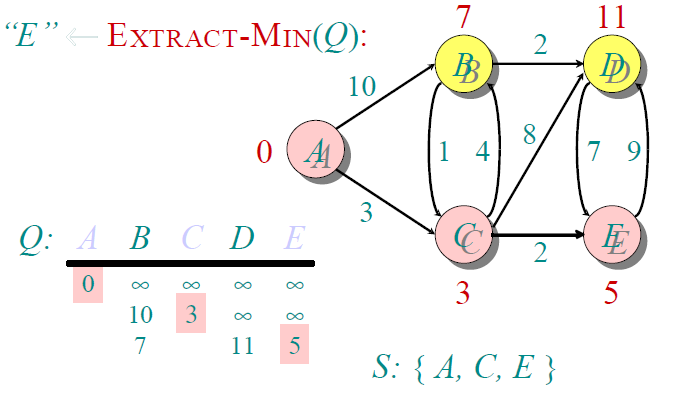 “E” ← EXTRACT-MIN(Q):
7
11
B
2
D
10
0
A
1
4
8
7
9
3
C
2
E
3
5
Q: A B C D E
0 ∞ ∞ ∞ ∞
10 3 ∞ ∞
7 11 5
S: { A, C, E }